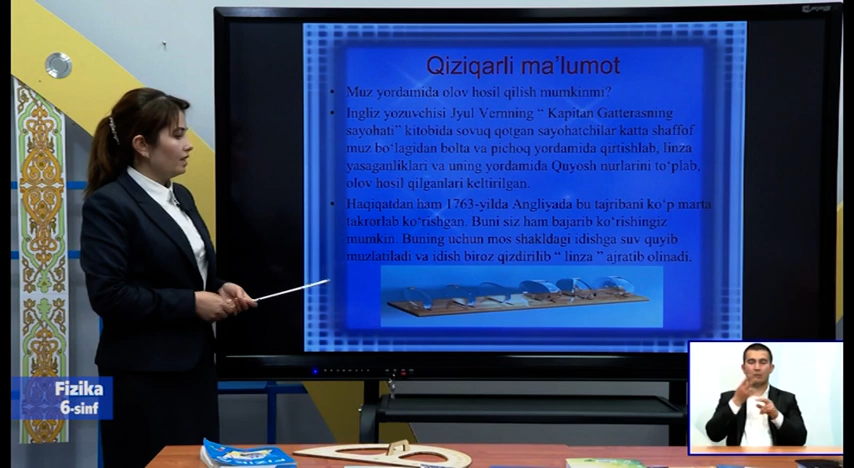 Qiziqarli ma'lumot
• Muz yordamida olov hosil qilish mumkinmi?
• Ingliz yozuvchisi Jyul Vernning “ Kapitan Gatterasning
sayohati” kitobida sovuq qotgan sayohatchilar katta shaffof
muz bo‘lagidan bolta va pichoq yordamida qirtishlab, linza
yasaganliklari va uning yordamida Quyosh nurlarini to‘plab,
olov hosil qilganlari keltirilgan.
• Haqiqatdan ham 1763-yilda Angliyada bu tajribani ko‘p marta
takrorlab ko‘rishgan. Buni siz ham bajarib ko‘rishingiz
mumkin. Buning uchun mos shakldagi idishga suv quyib
muzlatiladi va idish biroz qizdirilib “ linza ” ajratib olinadi.
Fizika
6-sinf